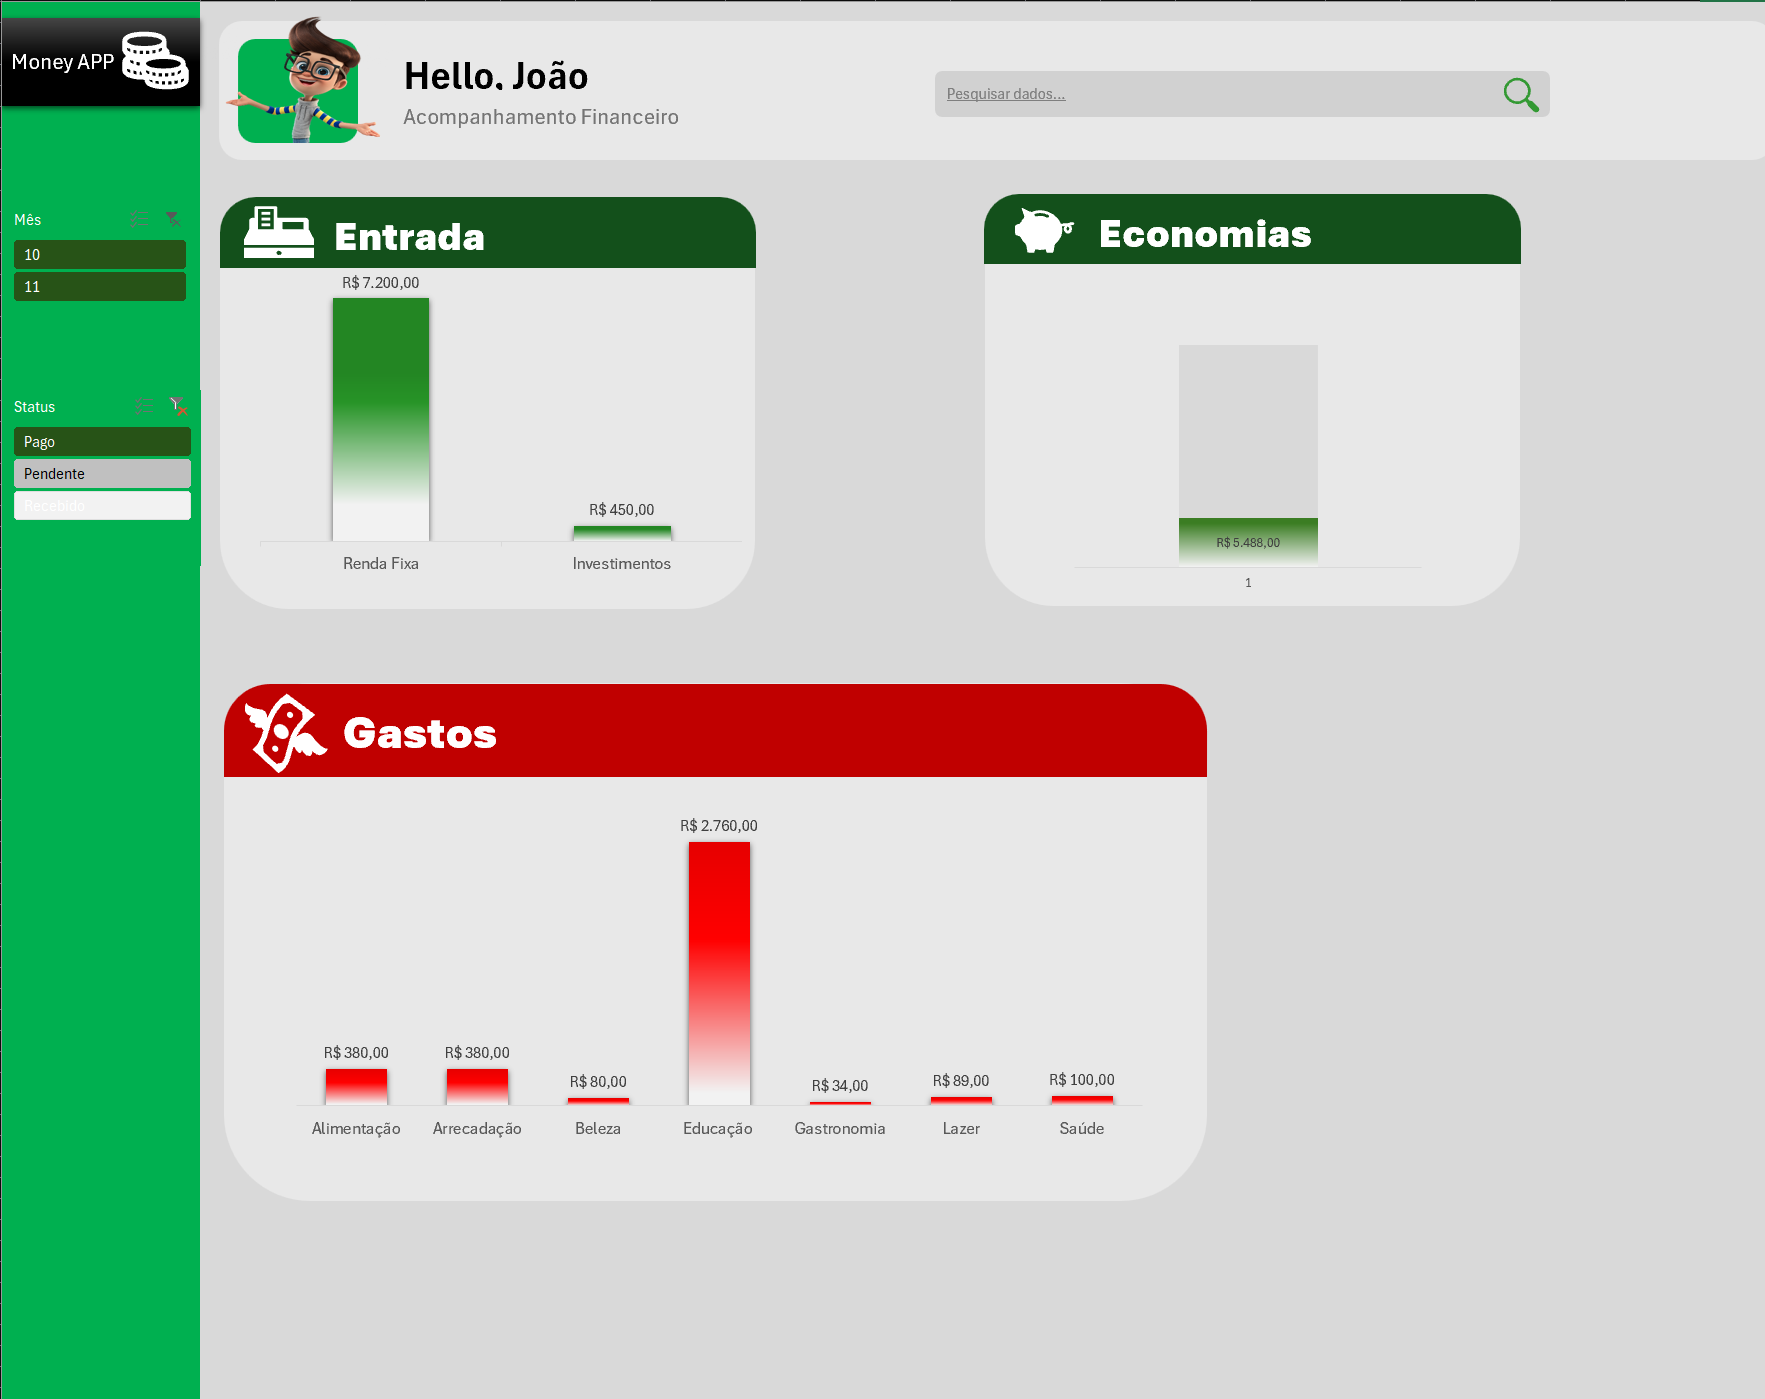 Money APP
Hello, João
Acompanhamento Financeiro
Pesquisar dados...
Mês
10
11
Status
Pago
Pendente
Recebido
Entrada
R$ 7.200,00
R$ 450,00
Renda Fixa
Investimentos
Economias
R$ 5.488,00
1
Gastos
R$ 2.760,00
R$ 380,00
R$ 380,00
R$ 80,00
R$ 34,00
R$ 89,00
R$ 100,00
Alimentação
Arrecadação
Beleza
Educação
Gastronomia
Lazer
Saúde